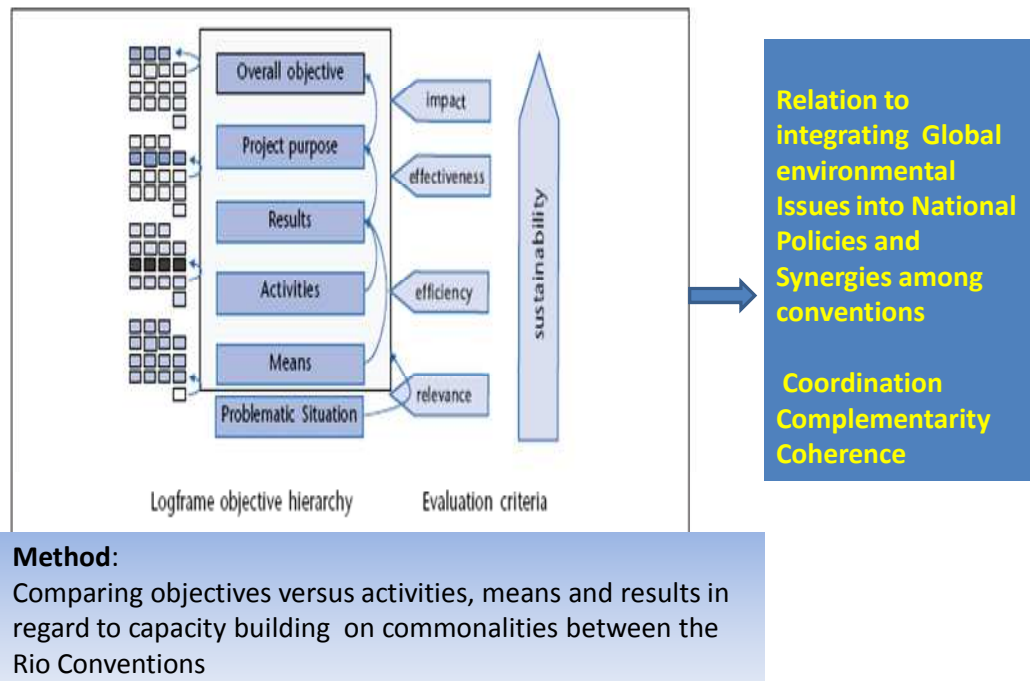 Overall objective
Project purpose
Results
Activities
Means
Problematic Situation
impact
effectiveness
efficiency
relevance
sustainability
Logframe objective hierarchy
Evaluation criteria
Relation to
integrating Global
environmental
Issues into National
Policies and
Synergies among
conventions
Coordination
Complementarity
Coherence
Method:
Comparing objectives versus activities, means and results in
regard to capacity building on commonalities between the
Rio Conventions